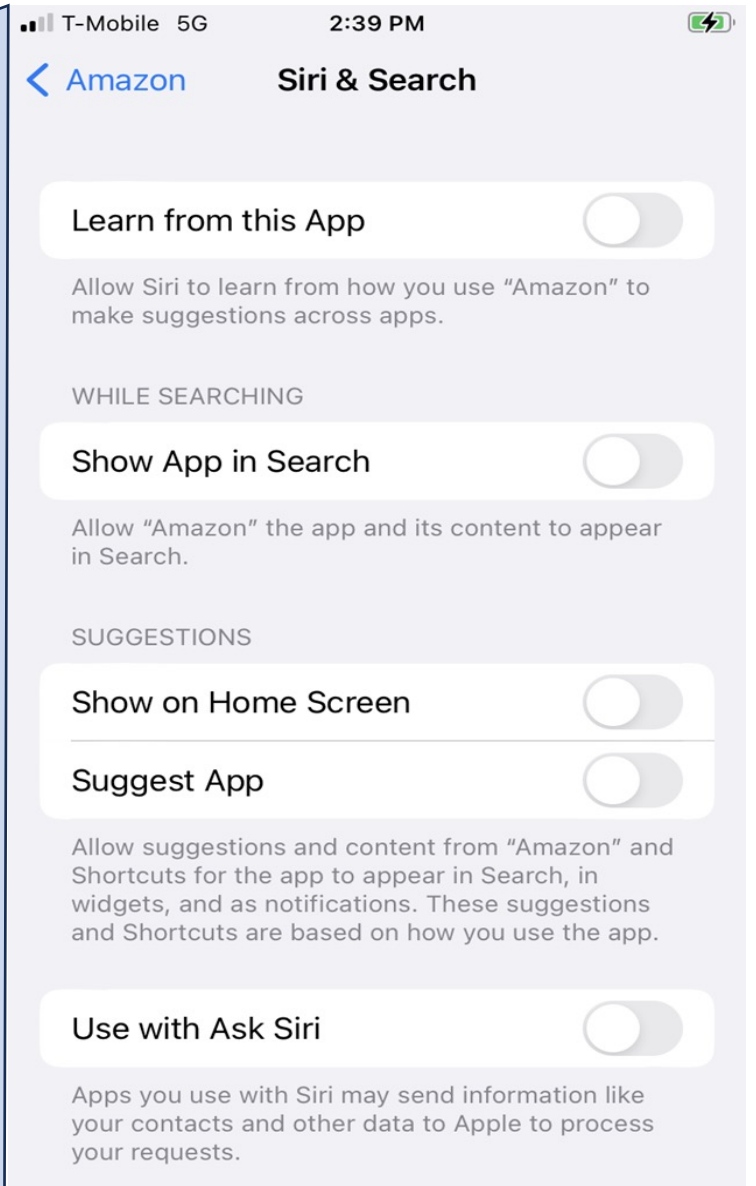 T-Mobile 5G 2:39 PM
Amazon Siri & Search
Learn from this App
Allow Siri to learn from how you use “Amazon” to
make suggestions across apps.
WHILE SEARCHING
Show App in Search
Allow “Amazon” the app and its content to appear
in Search.
SUGGESTIONS
Show on Home Screen
Suggest App
Allow suggestions and content from “Amazon” and
Shortcuts for the app to appear in Search, in
widgets, and as notifications. These suggestions
and Shortcuts are based on how you use the app.
Use with Ask Siri
Apps you use with Siri may send information like
your contacts and other data to Apple to process
your requests.